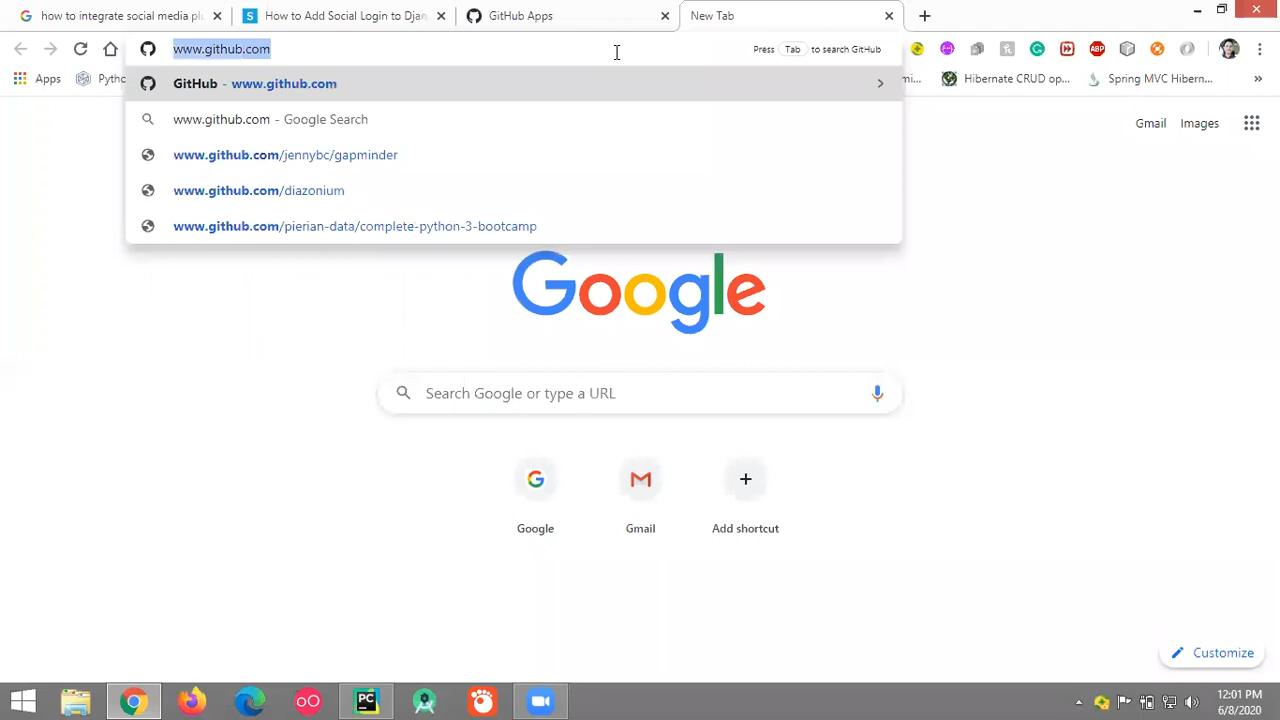 how to integrate social media pl
How to Add Social Login to Djan
GitHub Apps
New Tab
www.github.com
Press Tab to search GitHub
Apps
Pytho
GitHub - www.github.com
mi...
Hibernate CRUD op...
Spring MVC Hibern...
»
www.github.com - Google Search
Gmail
Images
www.github.com/jennybc/gapminder
www.github.com/diazonium
www.github.com/pierian-data/complete-python-3-bootcamp
Google
Search Google or type a URL
Google
Gmail
Add shortcut
Customize
12:01 PM
6/8/2020